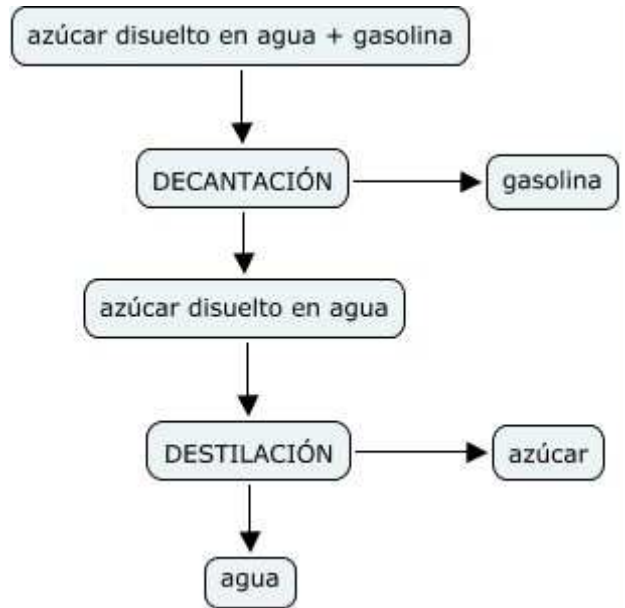 azúcar disuelto en agua + gasolina
DECANTACIÓN
gasolina
azúcar disuelto en agua
DESTILACIÓN
azúcar
agua